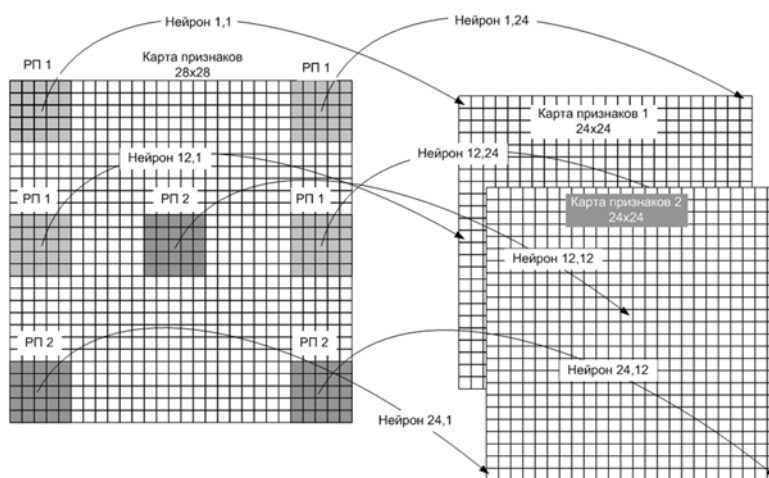 Нейрон 1,1
Нейрон 1,24
РП 1
Карта признаков
28x28
РП 1
Карта признаков 1
24x24
Нейрон 12,1
Нейрон 12,24
РП 1
РП 2
РП 1
Карта признаков 2
24x24
Нейрон 12,12
РП 2
РП 2
Нейрон 24,12
Нейрон 24,1